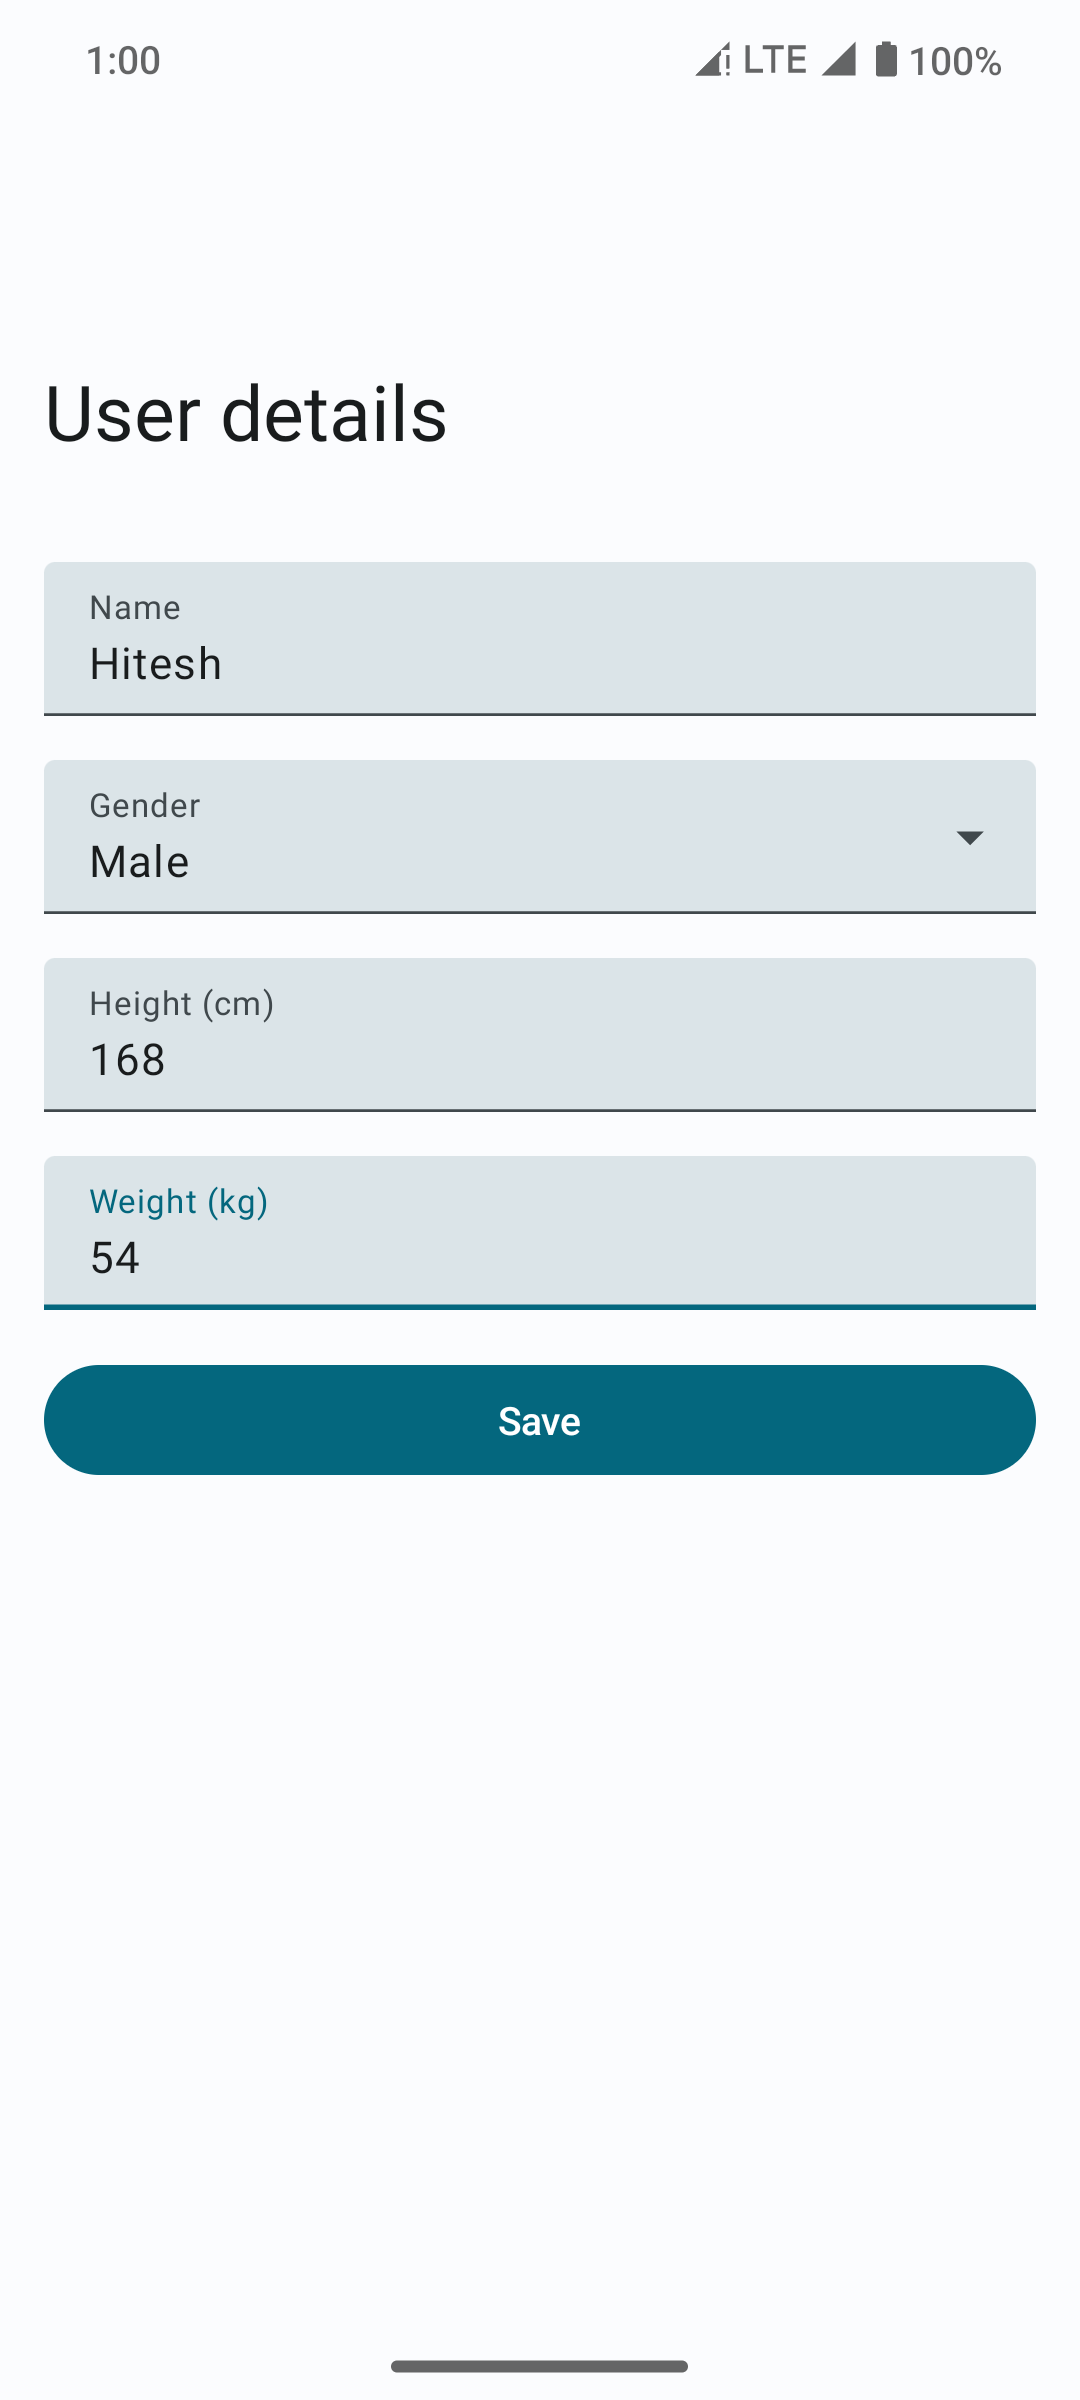 1:00 LTE 100%
User details
Name
Hitesh
Gender
Male
Height (cm)
168
Weight (kg)
54
Save